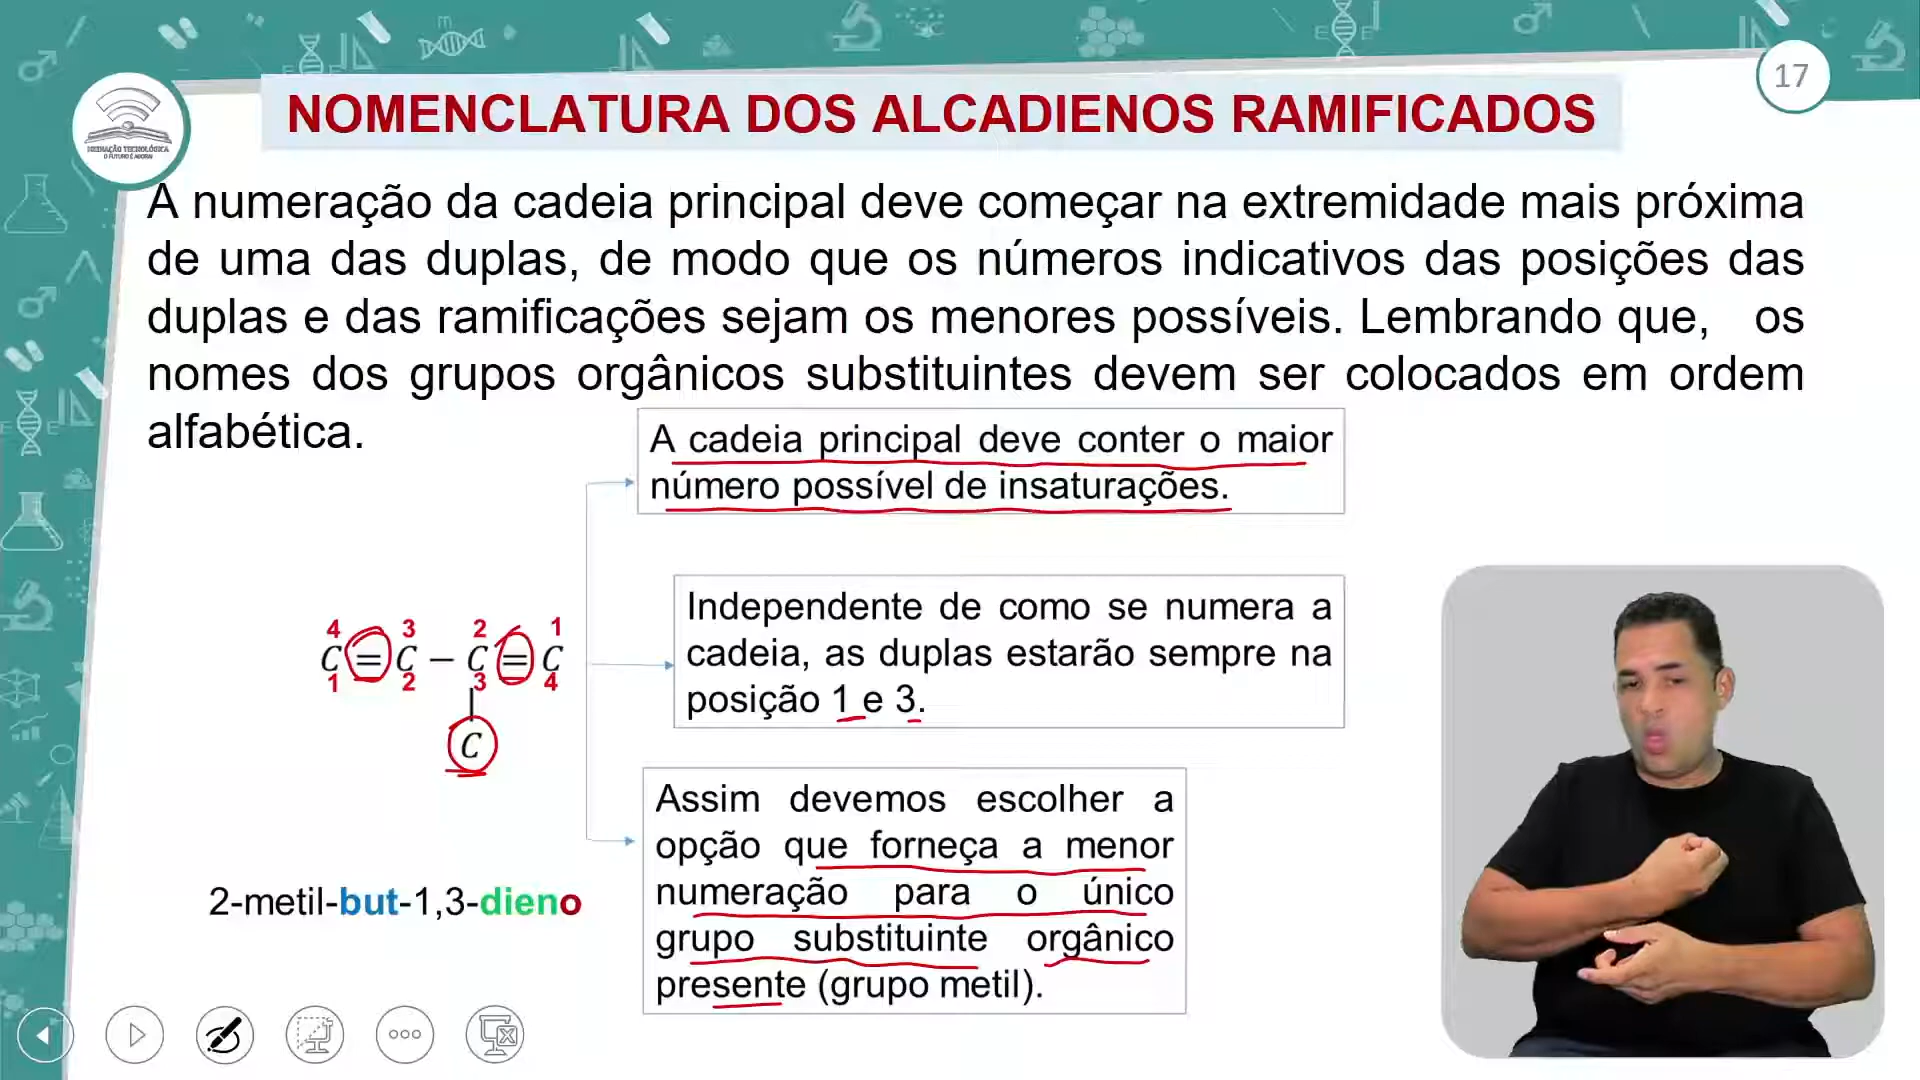 17
NOMENCLATURA DOS ALCADIENOS RAMIFICADOS
MEDIAÇÃO TECNOLÓGICA
O FUTURO É AGORA!
A numeração da cadeia principal deve começar na extremidade mais próxima
de uma das duplas, de modo que os números indicativos das posições das
duplas e das ramificações sejam os menores possíveis. Lembrando que, os
nomes dos grupos orgânicos substituintes devem ser colocados em ordem
alfabética.
A cadeia principal deve conter o maior
número possível de insaturações.
Independente de como se numera a
cadeia, as duplas estarão sempre na
posição 1 e 3.
4 3 2 1
C = C – C = C
1 2 3 4
C
Assim devemos escolher a
opção que forneça a menor
numeração para o único
grupo substituinte orgânico
presente (grupo metil).
2-metil-but-1,3-dieno